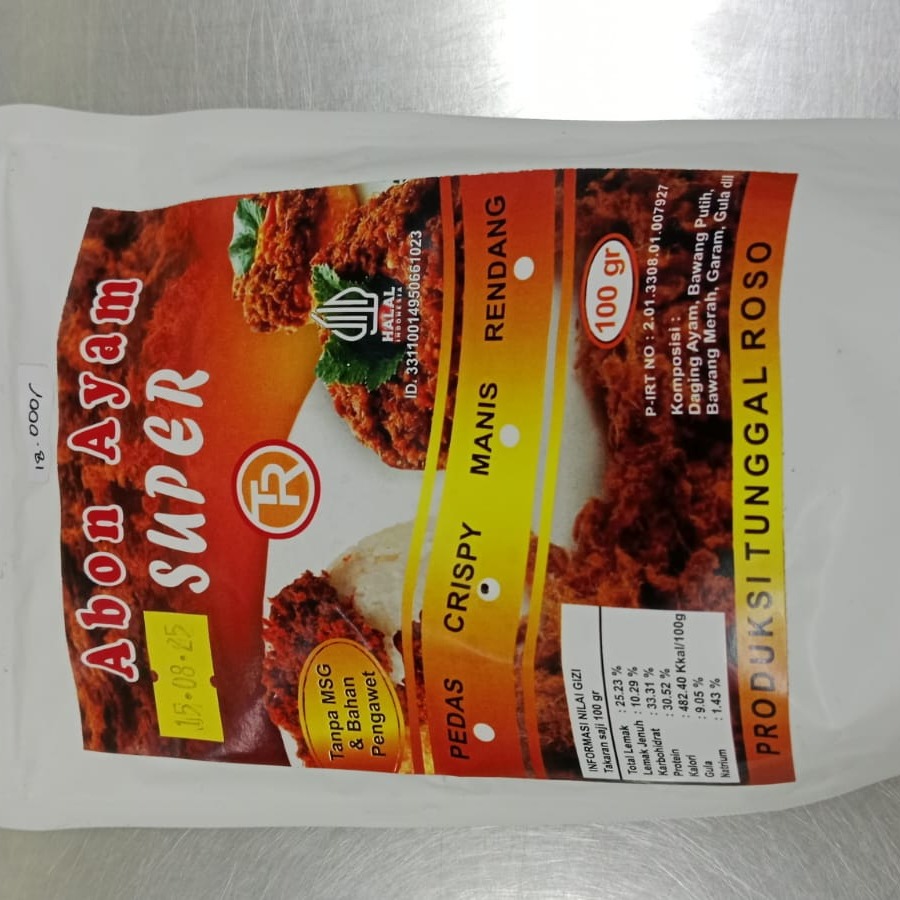 18.000,-
Abon Ayam
SUPER
15.08.25
TR
HALAL
INDONESIA
ID. 33110014950661023
Tanpa MSG
& Bahan
Pengawet
PEDAS CRISPY MANIS RENDANG
100 gr
P-IRT NO : 2.01.3308.01.007927
Komposisi :
Daging Ayam, Bawang Putih,
Bawang Merah, Garam, Gula dll
INFORMASI NILAI GIZI
Takaran saji 100 gr
Total Lemak : 25.23 %
Lemak Jenuh : 10.29 %
Karbohidrat : 33.31 %
Protein : 30.52 %
Kalori : 482.40 Kkal/100g
Gula : 9.05 %
Natrium : 1.43 %
PRODUKSI TUNGGAL ROSO